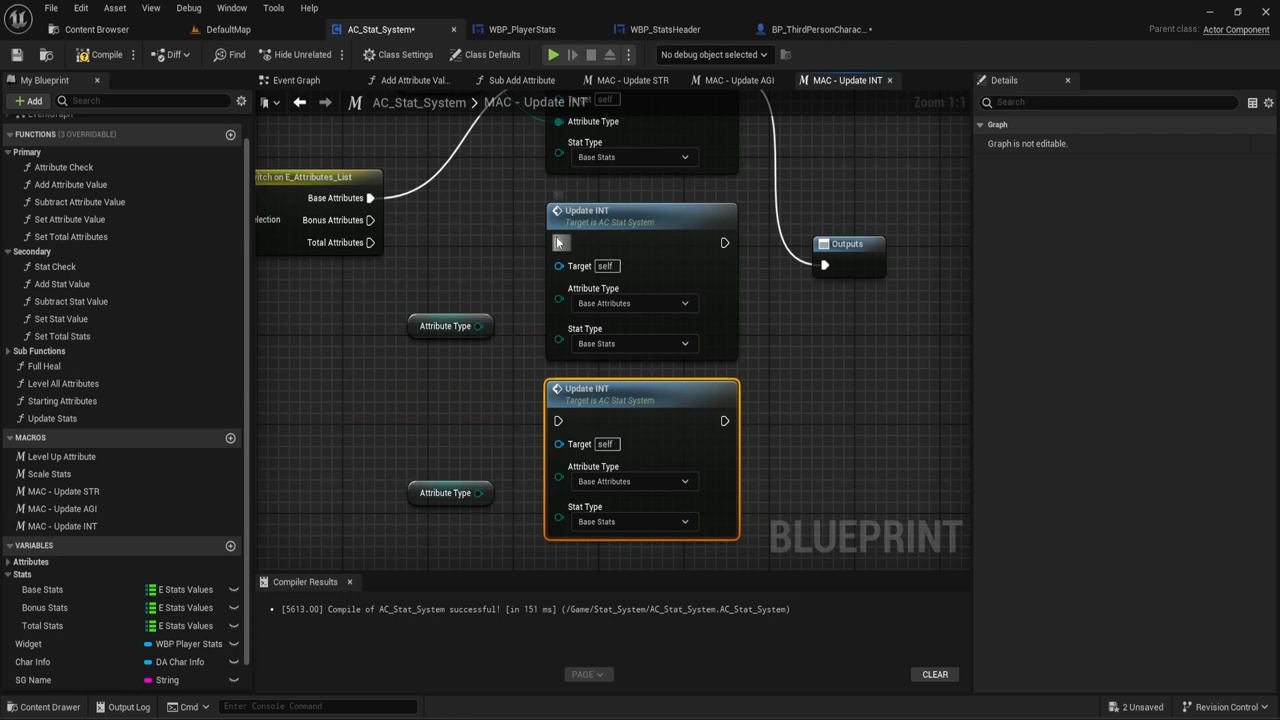 File Edit Asset View Debug Window Tools Help
Content Browser DefaultMap AC_Stat_System* WBP_PlayerStats WBP_StatsHeader BP_ThirdPersonCharac...* Parent class: Actor Component
Compile Diff Find Hide Unrelated Class Settings Class Defaults No debug object selected
My Blueprint Event Graph Add Attribute Val... Sub Add Attribute MAC - Update STR MAC - Update AGI MAC - Update INT Details
Add Search AC_Stat_System > MAC - Update INT Zoom 1:1 Search
Graph
Graph is not editable.
FUNCTIONS (3 OVERRIDABLE)
Primary
Attribute Check
Add Attribute Value
Subtract Attribute Value
Set Attribute Value
Set Total Attributes
Secondary
Stat Check
Add Stat Value
Subtract Stat Value
Set Stat Value
Set Total Stats
Sub Functions
Full Heal
Level All Attributes
Starting Attributes
Update Stats
MACROS
Level Up Attribute
Scale Stats
MAC - Update STR
MAC - Update AGI
MAC - Update INT
VARIABLES
Attributes
Stats
Base Stats E Stats Values
Bonus Stats E Stats Values
Total Stats E Stats Values
Widget WBP Player Stats
Char Info DA Char Info
SG Name String
itch on E_Attributes_List
Base Attributes
election Bonus Attributes
Total Attributes
Target self
Attribute Type
Stat Type
Base Stats
Update INT
Target is AC Stat System
Target self
Attribute Type
Base Attributes
Stat Type
Base Stats
Attribute Type
Outputs
Update INT
Target is AC Stat System
Target self
Attribute Type
Base Attributes
Stat Type
Base Stats
Attribute Type
BLUEPRINT
Compiler Results
[5613.00] Compile of AC_Stat_System successful! [in 151 ms] (/Game/Stat_System/AC_Stat_System.AC_Stat_System)
PAGE CLEAR
Content Drawer Output Log Cmd Enter Console Command 2 Unsaved Revision Control